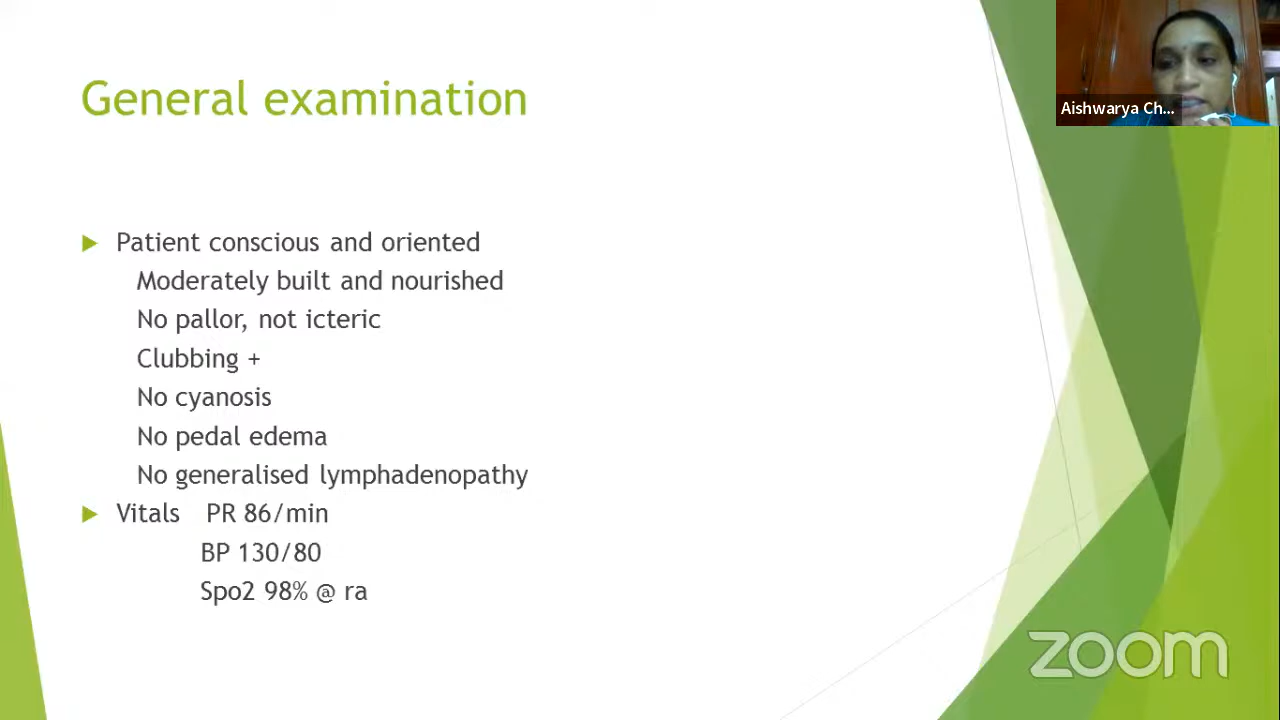 General examination
Aishwarya Ch...
Patient conscious and oriented
Moderately built and nourished
No pallor, not icteric
Clubbing +
No cyanosis
No pedal edema
No generalised lymphadenopathy
Vitals PR 86/min
BP 130/80
Spo2 98% @ ra
zoom